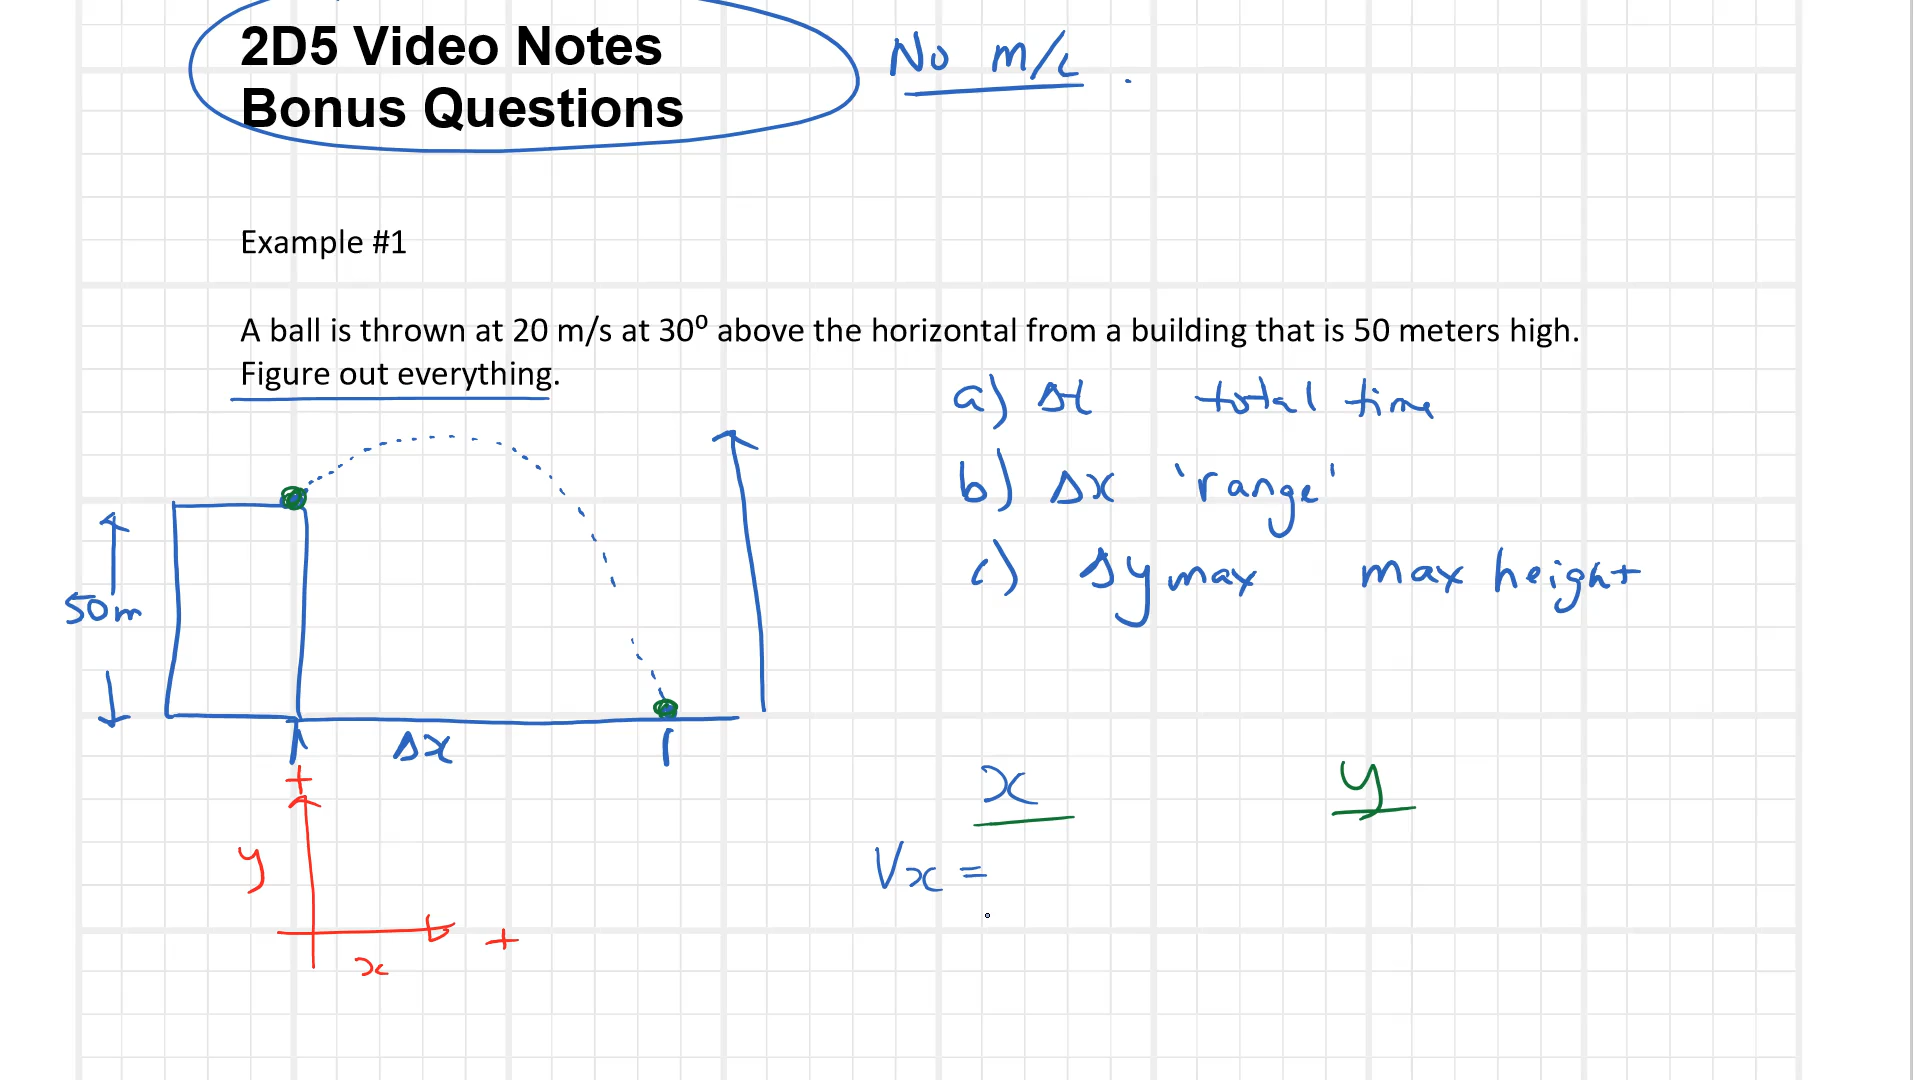 2D5 Video Notes
Bonus Questions
No m/c.
Example #1
A ball is thrown at 20 m/s at 30⁰ above the horizontal from a building that is 50 meters high.
Figure out everything.
a) Δt total time
b) Δx 'range'
c) Δy max max height
50m
Δx
+
y
+
x
x y
Vx =